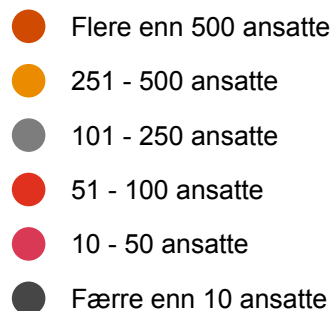 Flere enn 500 ansatte
251 - 500 ansatte
101 - 250 ansatte
51 - 100 ansatte
10 - 50 ansatte
Færre enn 10 ansatte